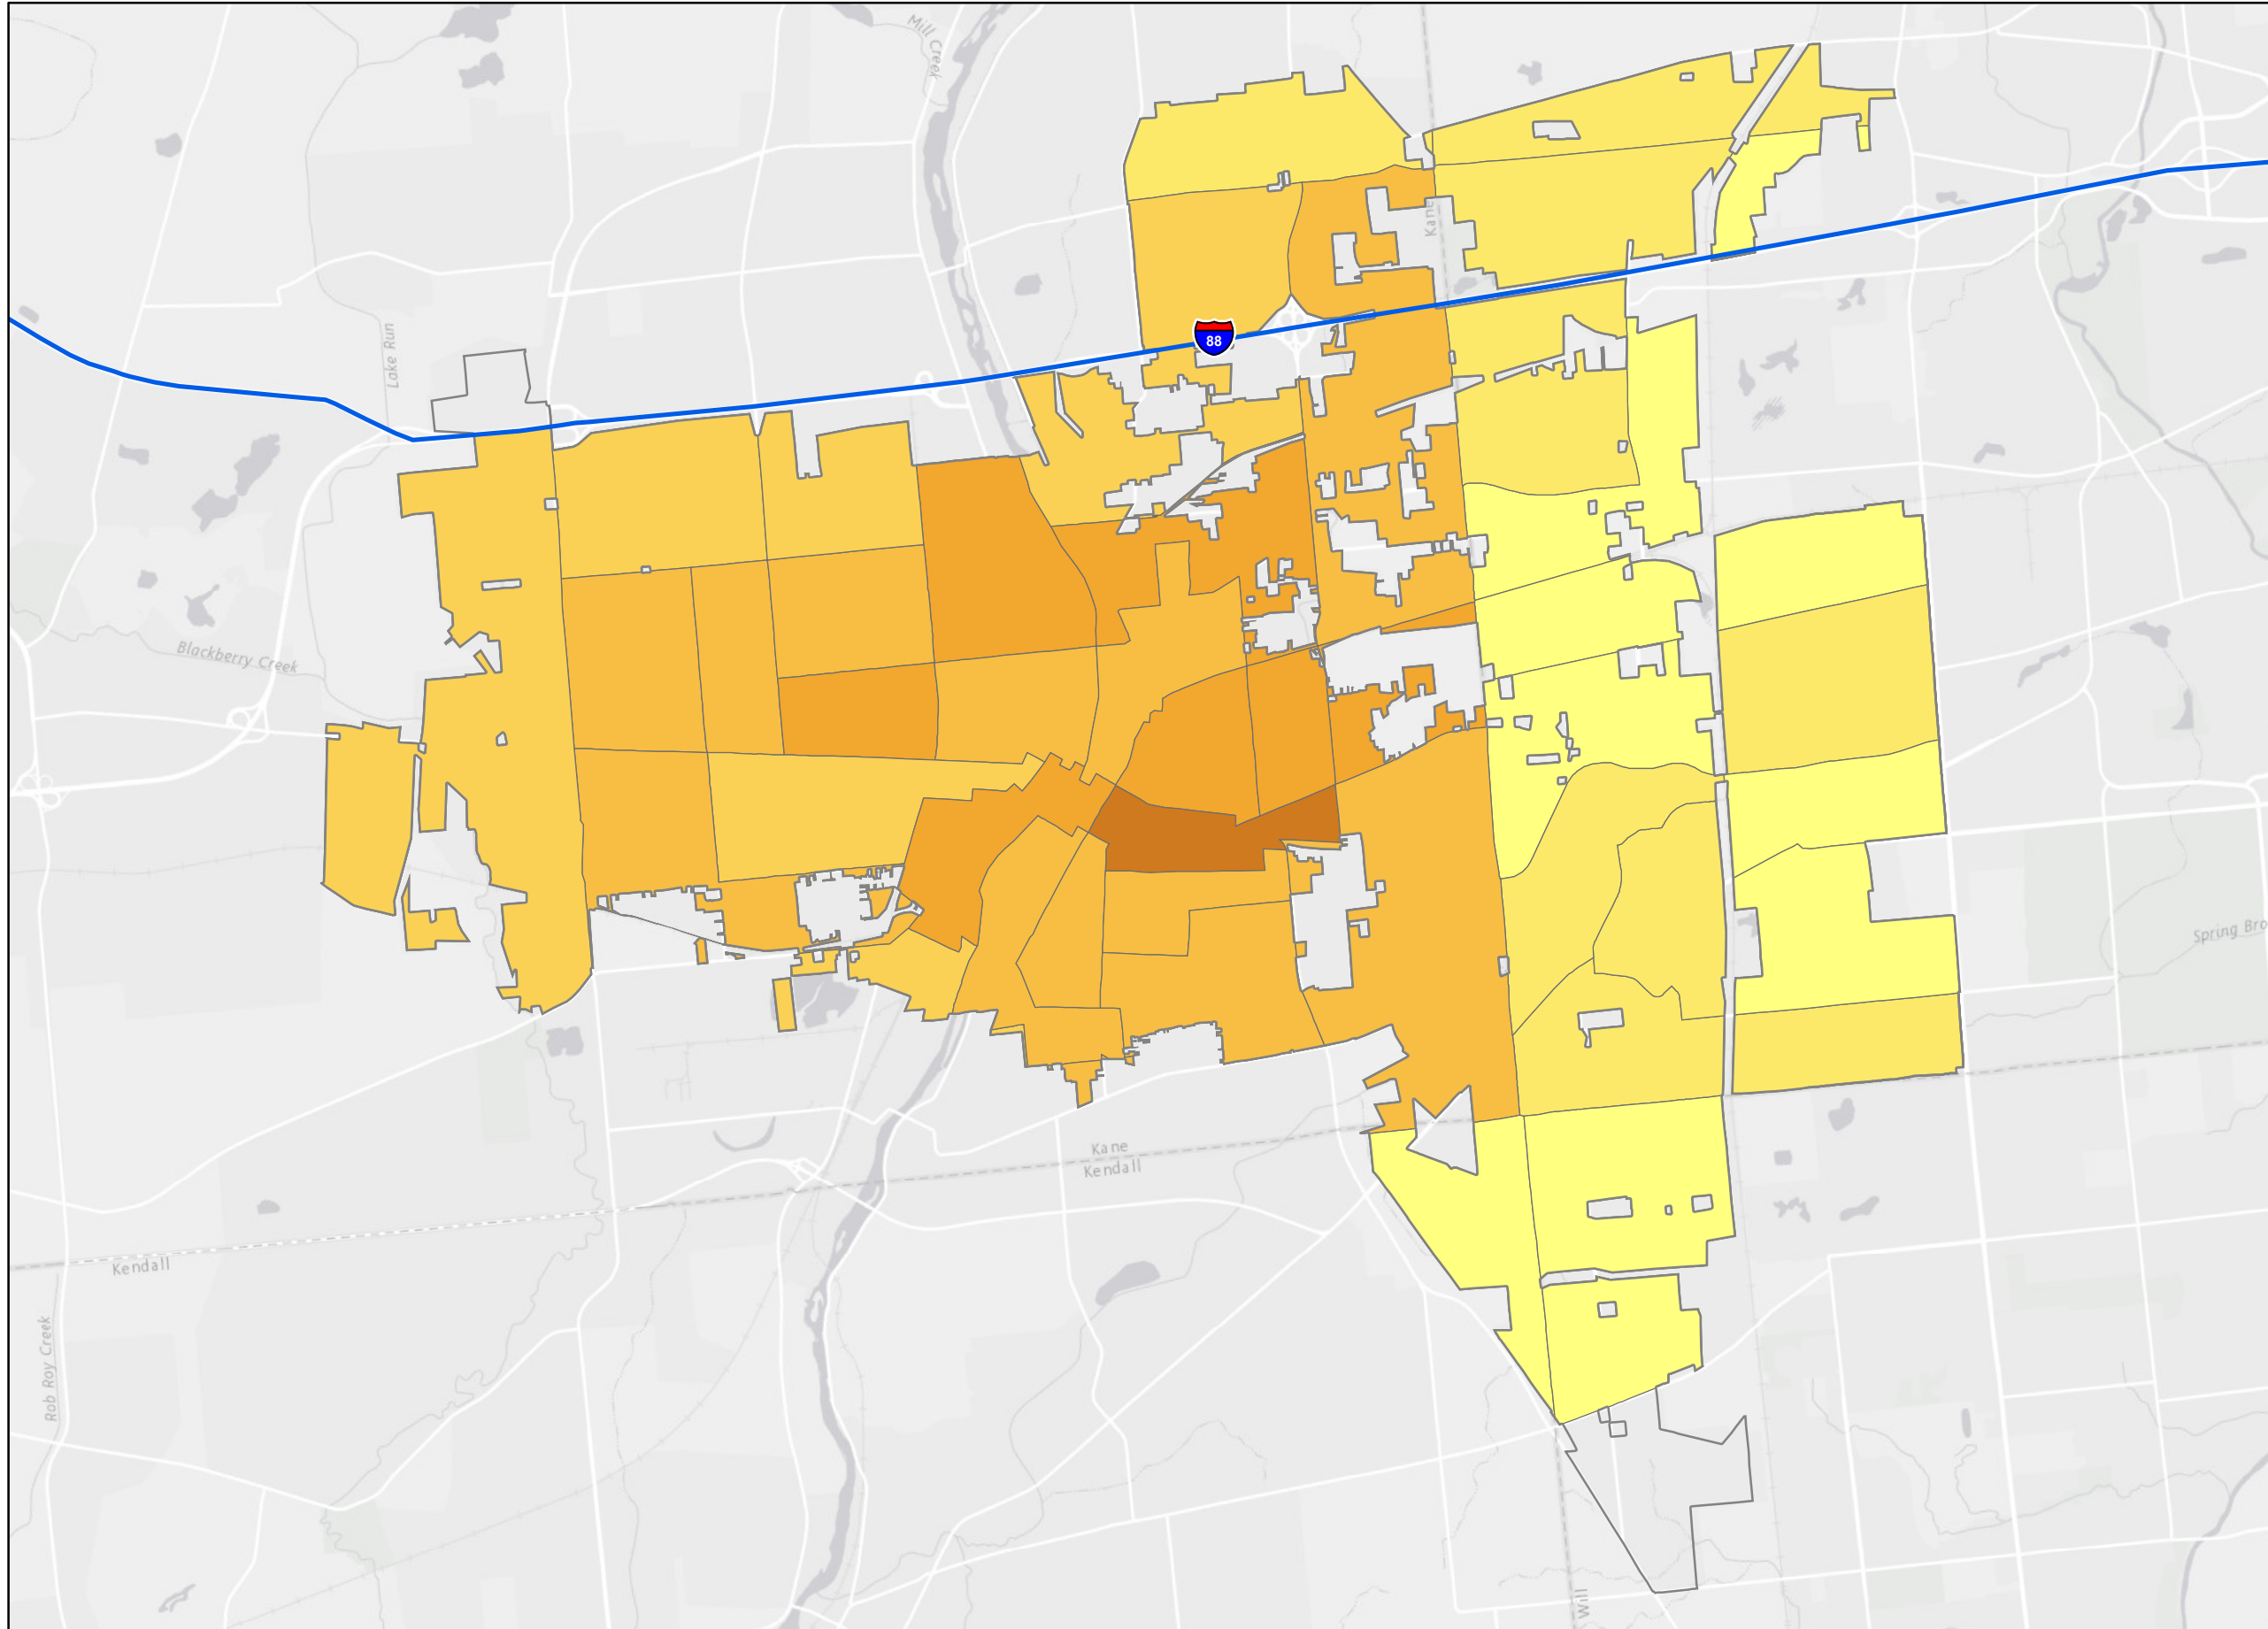 Mill Creek
Kane
88
Lake Run
Blackberry Creek
Spring Bro
Kane
Kendall
Kendall
Rob Roy Creek
Will